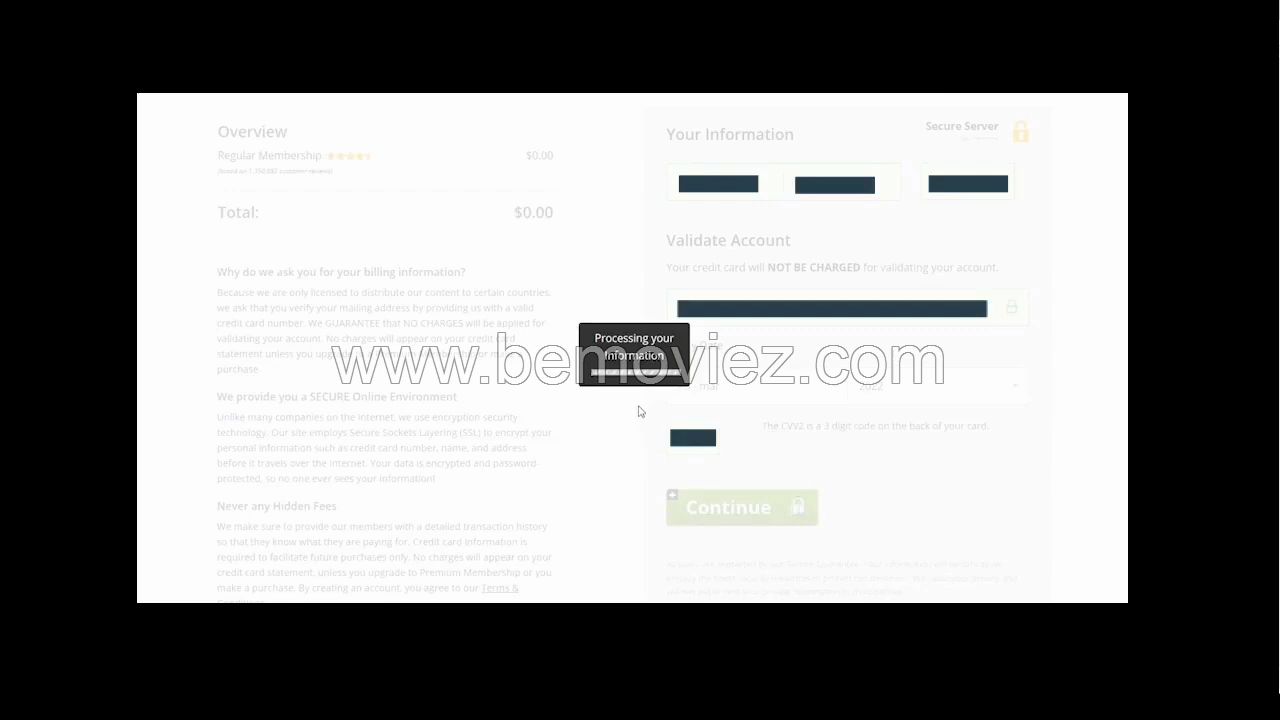 Overview
Regular Membership $0.00
(based on 1,390,892 customer reviews)
Total: $0.00
Why do we ask you for your billing information?
Because we are only licensed to distribute our content to certain countries,
we ask that you verify your mailing address by providing us with a valid
credit card number. We GUARANTEE that NO CHARGES will be applied for
validating your account. No charges will appear on your credit card
statement unless you
purchase.
We provide you a SECURE Online Environment
Unlike many companies on the Internet, we use encryption security
technology. Our site employs Secure Sockets Layering (SSL) to encrypt your
personal information such as credit card number, name, and address
before it travels over the Internet. Your data is encrypted and password-
protected, so no one ever sees your information!
Never any Hidden Fees
We make sure to provide our members with a detailed transaction history
so that they know what they are paying for. Credit card information is
required to facilitate future purchases only. No charges will appear on your
credit card statement, unless you upgrade to Premium Membership or you
make a purchase. By creating an account, you agree to our Terms &
Your Information
Secure Server
Validate Account
Your credit card will NOT BE CHARGED for validating your account.
Processing your
information
www.bemoviez.com
mai 2022
The CVV2 is a 3 digit code on the back of your card.
Continue